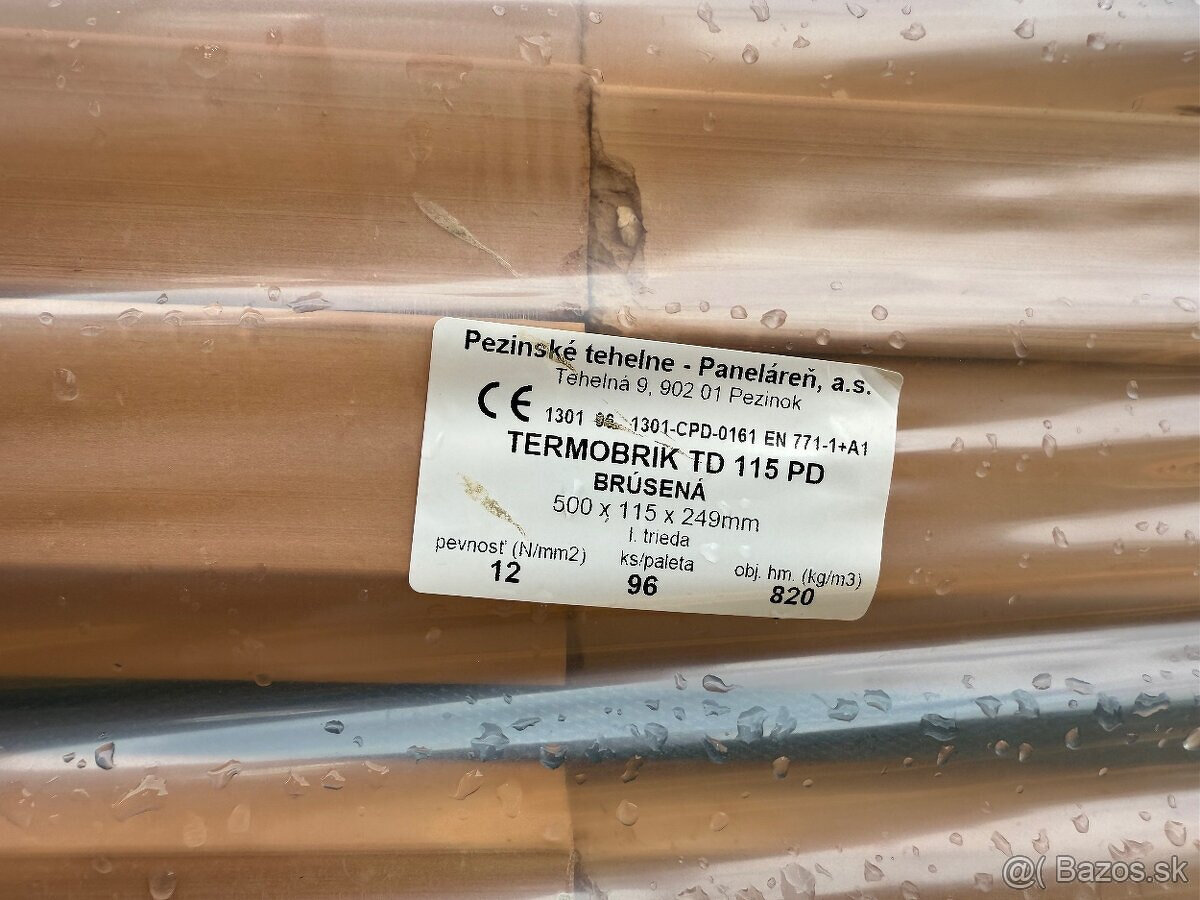 Pezinské tehelne - Paneláreň, a.s.
Tehelná 9, 902 01 Pezinok
CE 1301 1301-CPD-0161 EN 771-1+A1
TERMOBRIK TD 115 PD
BRÚSENÁ
500 x 115 x 249mm
I. trieda
pevnosť (N/mm2) ks/paleta obj. hm. (kg/m3)
12 96 820
@( Bazos.sk